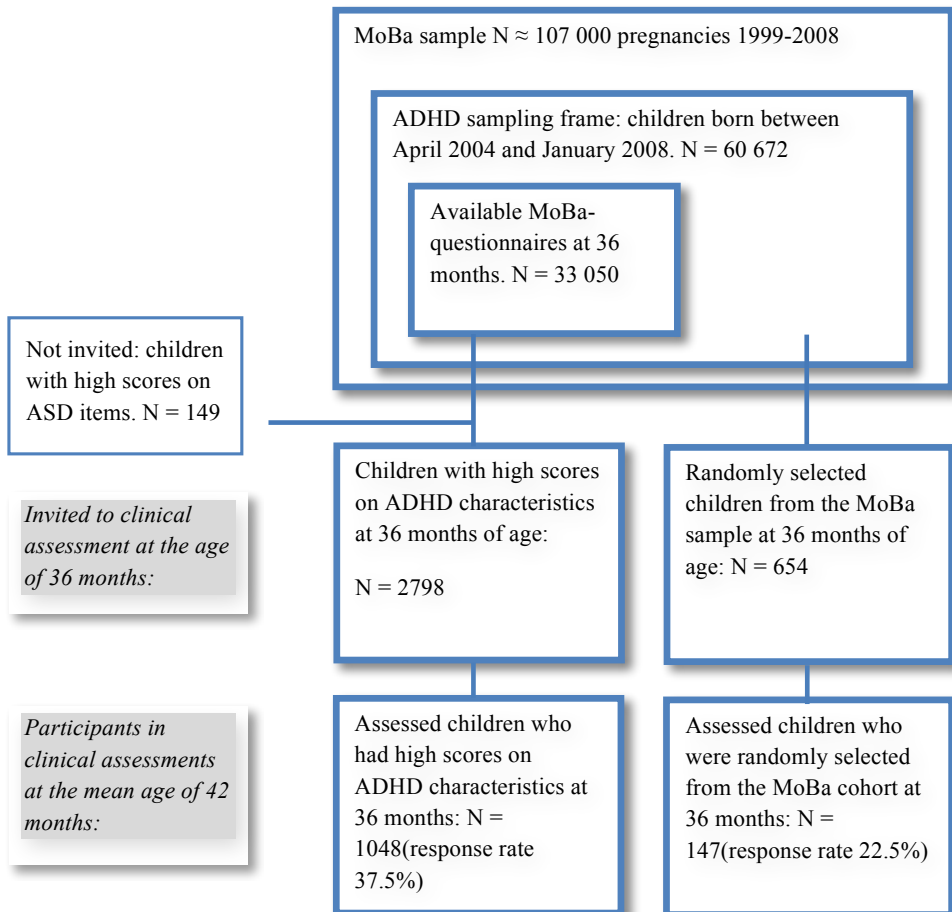 MoBa sample N ≈ 107 000 pregnancies 1999-2008
ADHD sampling frame: children born between
April 2004 and January 2008. N = 60 672
Available MoBa-
questionnaires at 36
months. N = 33 050
Not invited: children
with high scores on
ASD items. N = 149
Invited to clinical
assessment at the age
of 36 months:
Children with high scores
on ADHD characteristics
at 36 months of age:
N = 2798
Randomly selected
children from the MoBa
sample at 36 months of
age: N = 654
Participants in
clinical assessments
at the mean age of 42
months:
Assessed children who
had high scores on
ADHD characteristics at
36 months: N =
1048(response rate
37.5%)
Assessed children who
were randomly selected
from the MoBa cohort at
36 months: N =
147(response rate 22.5%)